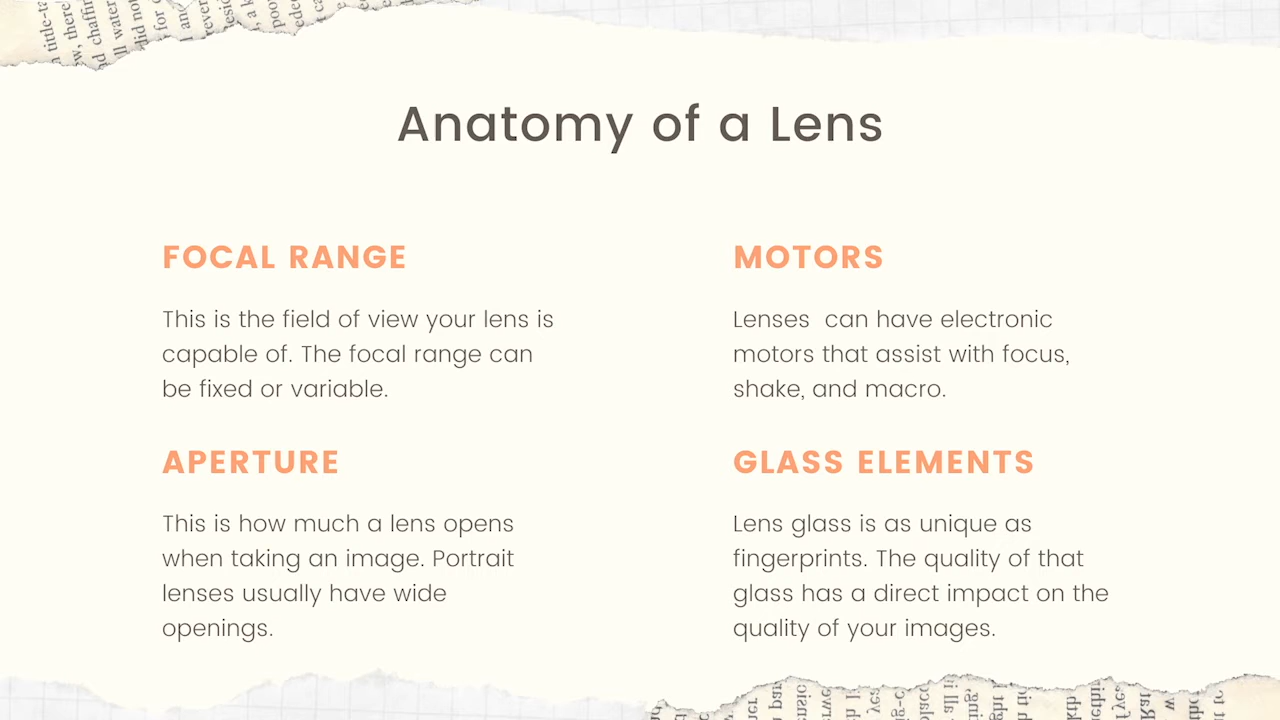 Anatomy of a Lens
FOCAL RANGE
This is the field of view your lens is
capable of. The focal range can
be fixed or variable.
APERTURE
This is how much a lens opens
when taking an image. Portrait
lenses usually have wide
openings.
MOTORS
Lenses  can have electronic
motors that assist with focus,
shake, and macro.
GLASS ELEMENTS
Lens glass is as unique as
fingerprints. The quality of that
glass has a direct impact on the
quality of your images.